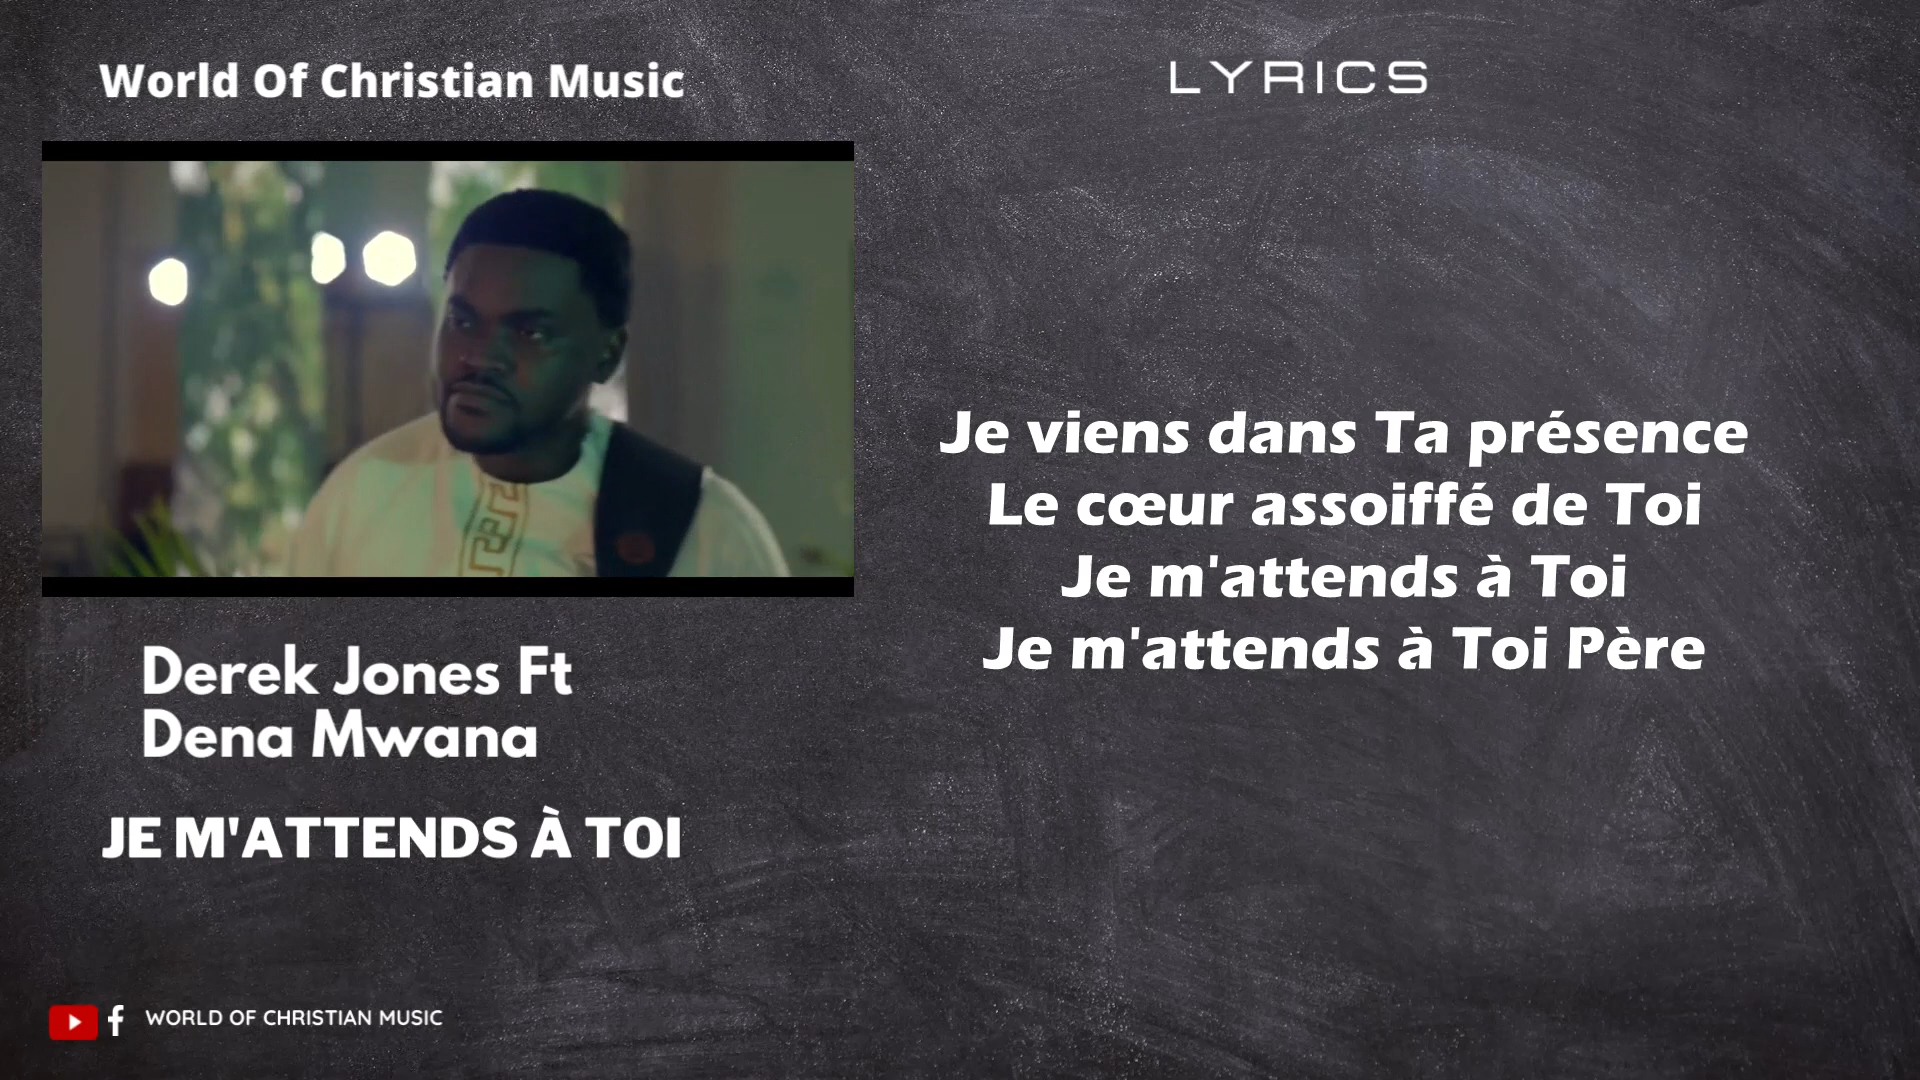 World Of Christian Music
LYRICS
Je viens dans Ta présence
Le cœur assoiffé de Toi
Je m'attends à Toi
Je m'attends à Toi Père
Derek Jones Ft
Dena Mwana
JE M'ATTENDS À TOI
WORLD OF CHRISTIAN MUSIC